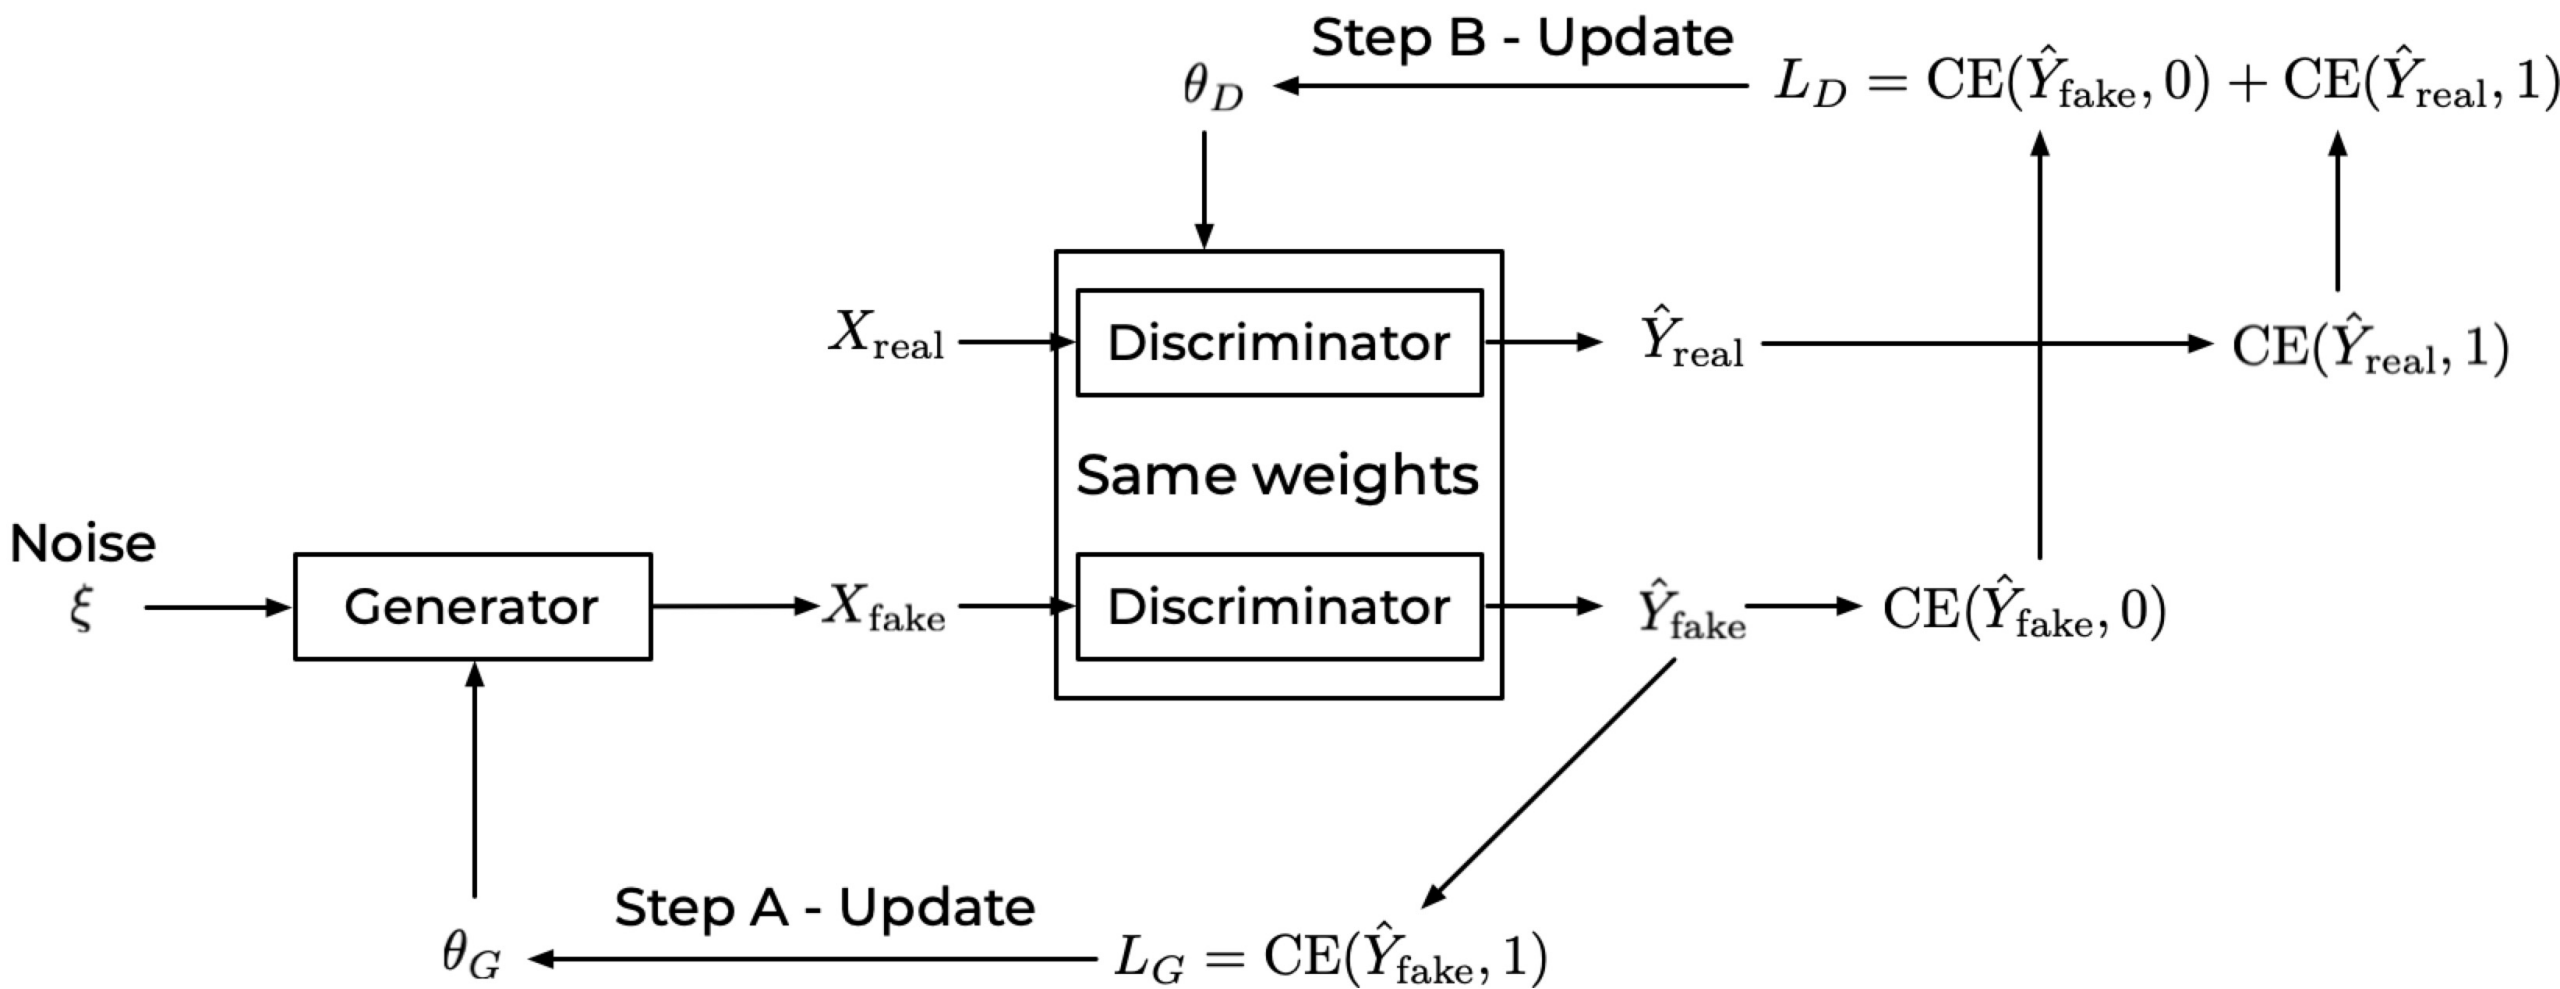 Step B - Update
θ_D
L_D = CE(Ŷ_fake, 0) + CE(Ŷ_real, 1)
X_real
Discriminator
Ŷ_real
CE(Ŷ_real, 1)
Same weights
Noise
ξ
Generator
X_fake
Discriminator
Ŷ_fake
CE(Ŷ_fake, 0)
Step A - Update
θ_G
L_G = CE(Ŷ_fake, 1)